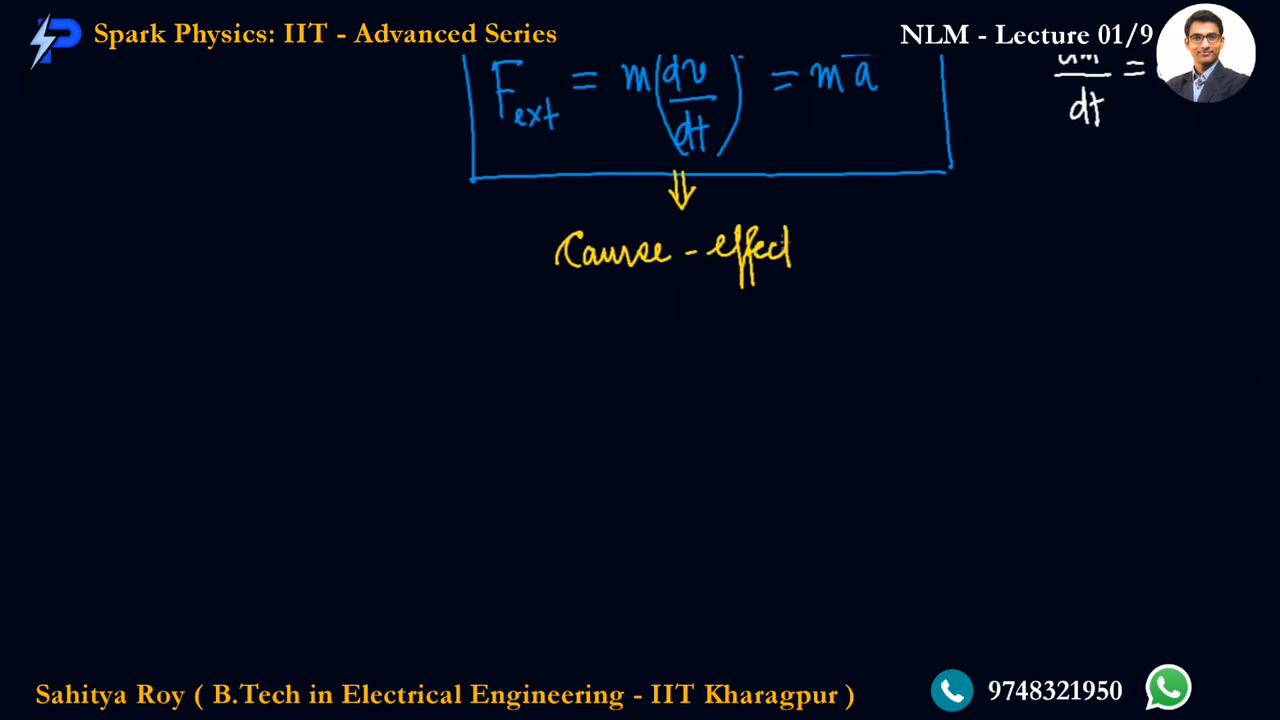 Spark Physics: IIT - Advanced Series
NLM - Lecture 01/9
F_ext = m(dv/dt) = ma̅
/dt =
Cause - effect
Sahitya Roy ( B.Tech in Electrical Engineering - IIT Kharagpur )
9748321950